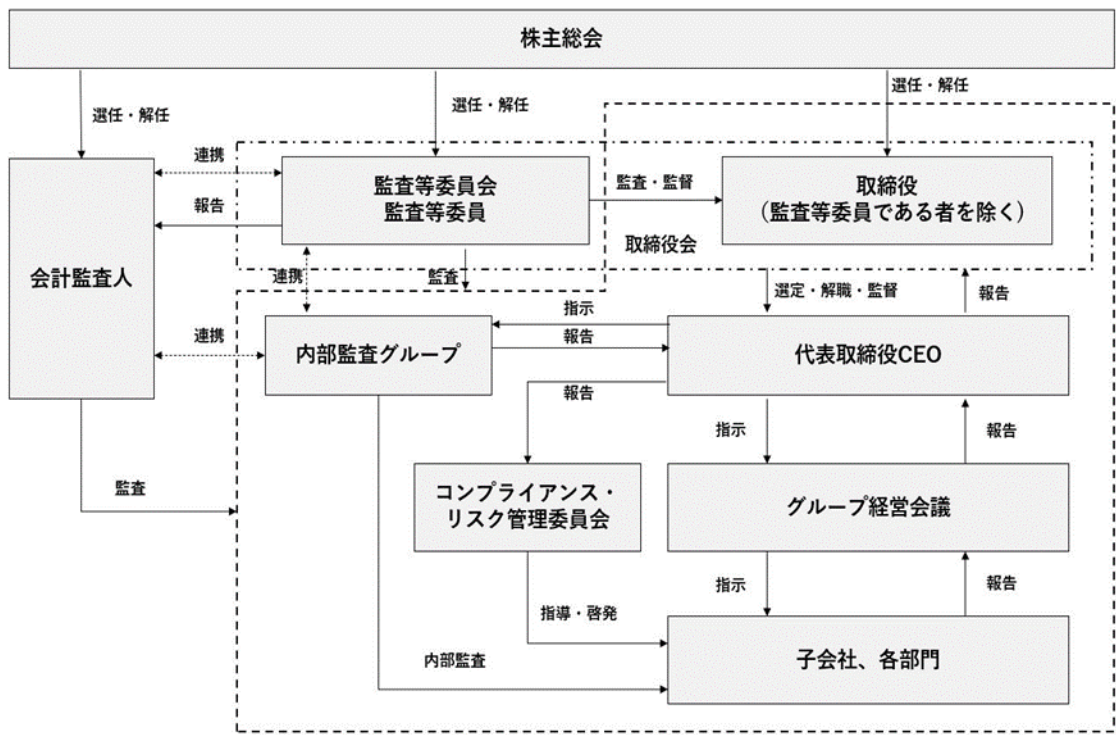 株主総会
選任・解任
選任・解任
選任・解任
連携
監査等委員会
監査等委員
監査・監督
取締役
(監査等委員である者を除く)
報告
取締役会
会計監査人
連携
監査
選定・解職・監督
報告
指示
連携
内部監査グループ
報告
代表取締役CEO
報告
指示
報告
監査
コンプライアンス・
リスク管理委員会
グループ経営会議
指示
報告
指導・啓発
内部監査
子会社、各部門